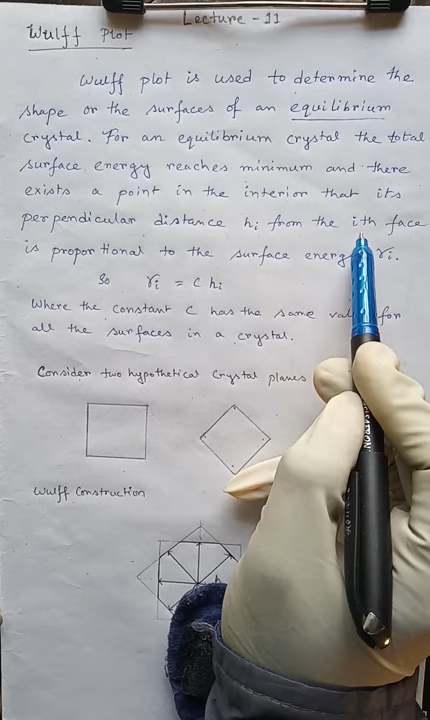 Lecture - 11
Wulff Plot
Wulff plot is used to determine the
shape or the surfaces of an equilibrium
crystal. For an equilibrium crystal the total
surface energy reaches minimum and there
exists a point in the interior that its
perpendicular distance hi from the ith face
is proportional to the surface energy γi.
So γi = c hi
Where the constant C has the same value for
all the surfaces in a crystal.
Consider two hypothetical Crystal planes
Wulff Construction